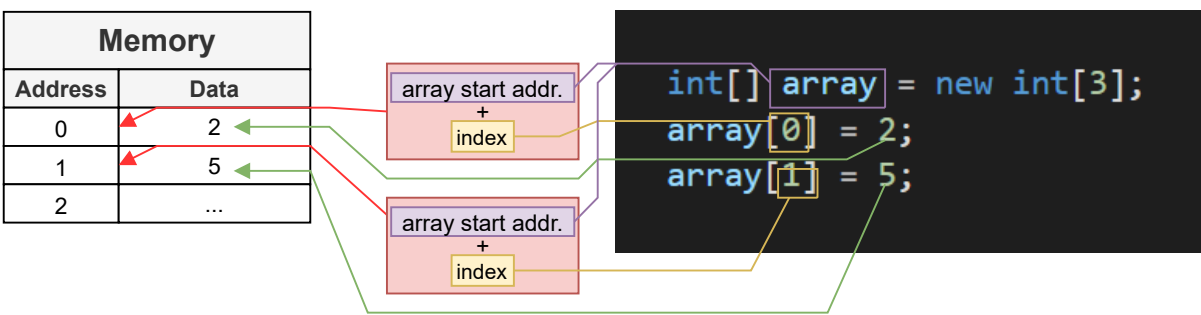 Memory
Address Data
0 2
1 5
2 ...
array start addr.
+
index
array start addr.
+
index
int[] array = new int[3];
array[0] = 2;
array[1] = 5;